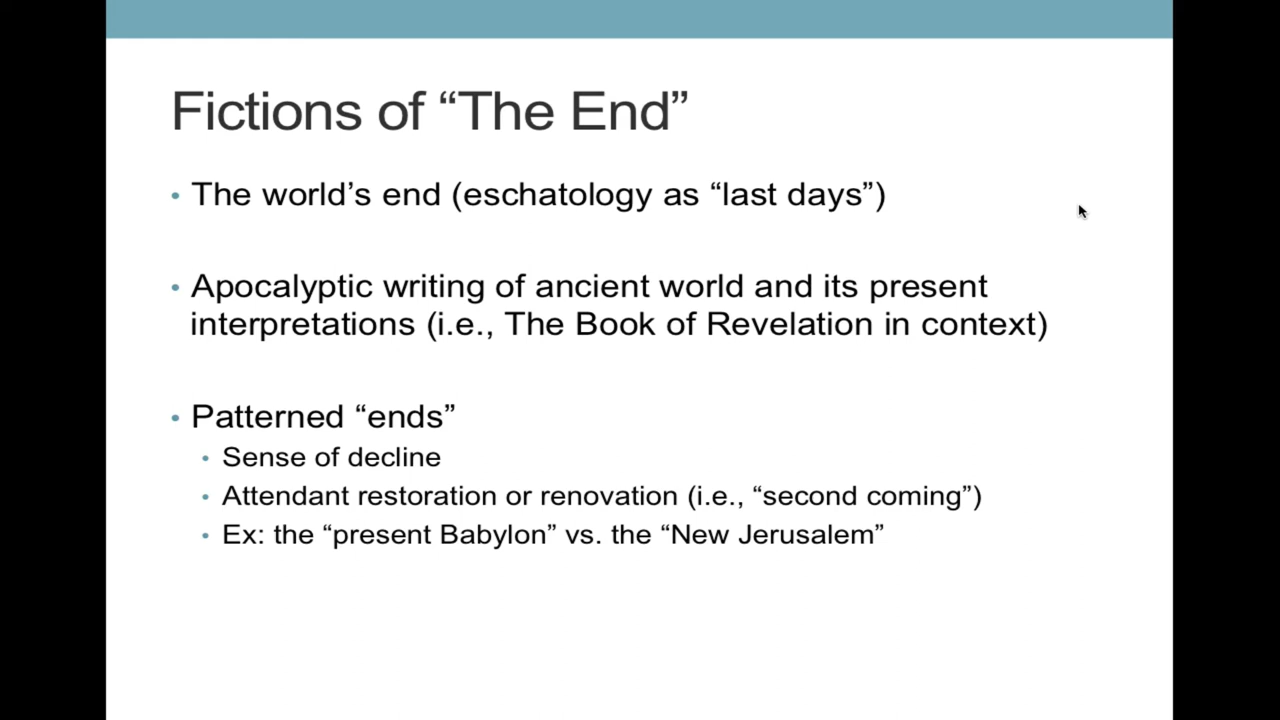 Fictions of “The End”
• The world’s end (eschatology as “last days”)
• Apocalyptic writing of ancient world and its present
interpretations (i.e., The Book of Revelation in context)
• Patterned “ends”
• Sense of decline
• Attendant restoration or renovation (i.e., “second coming”)
• Ex: the “present Babylon” vs. the “New Jerusalem”